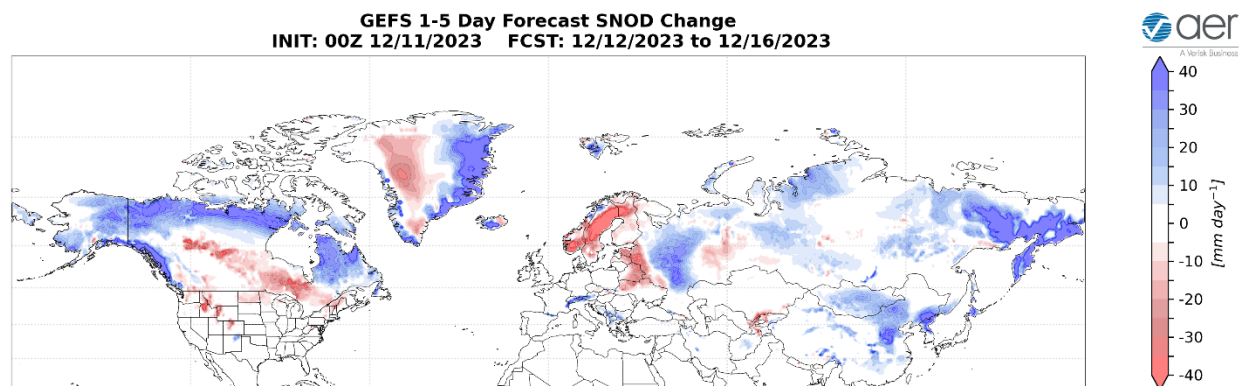 GEFS 1-5 Day Forecast SNOD Change
INIT: 00Z 12/11/2023 FCST: 12/12/2023 to 12/16/2023
aer
A Verisk Business
40
30
20
10
0
-10
-20
-30
-40
[mm day⁻¹]